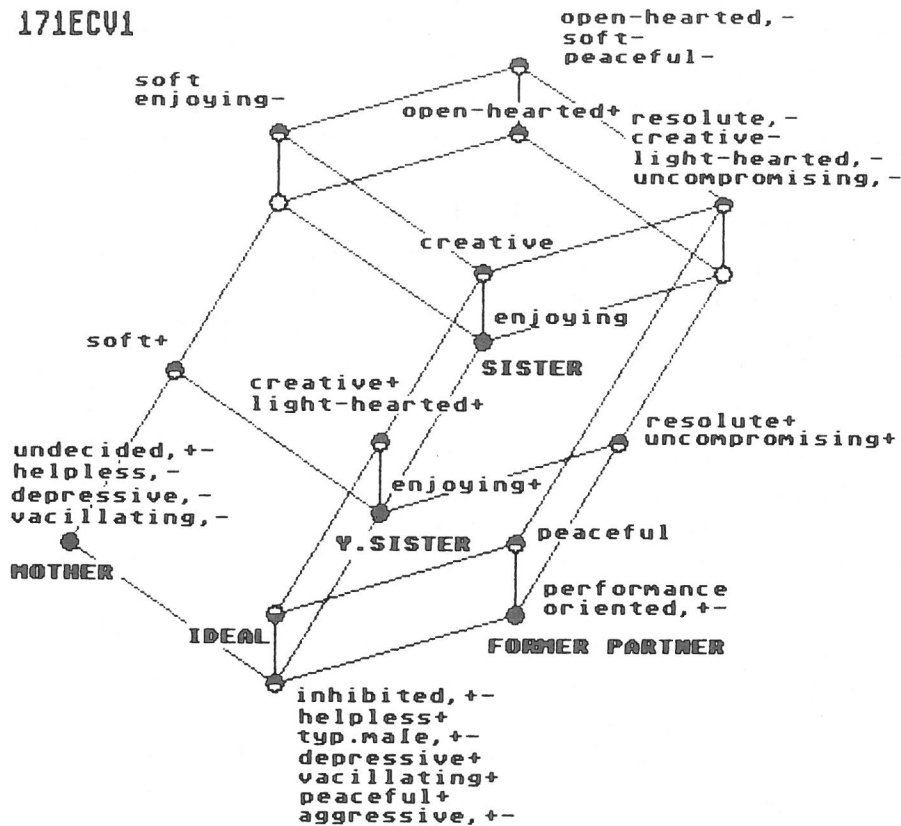 171ECV1
open-hearted, -
soft-
peaceful-
soft
enjoying-
open-hearted+
resolute, -
creative-
light-hearted, -
uncompromising, -
creative
enjoying
SISTER
soft+
creative+
light-hearted+
resolute+
uncompromising+
undecided, +-
helpless, -
depressive, -
vacillating, -
enjoying+
Y.SISTER
MOTHER
peaceful
performance
oriented, +-
IDEAL
FORMER PARTNER
inhibited, +-
helpless+
typ.male, +-
depressive+
vacillating+
peaceful+
aggressive, +-